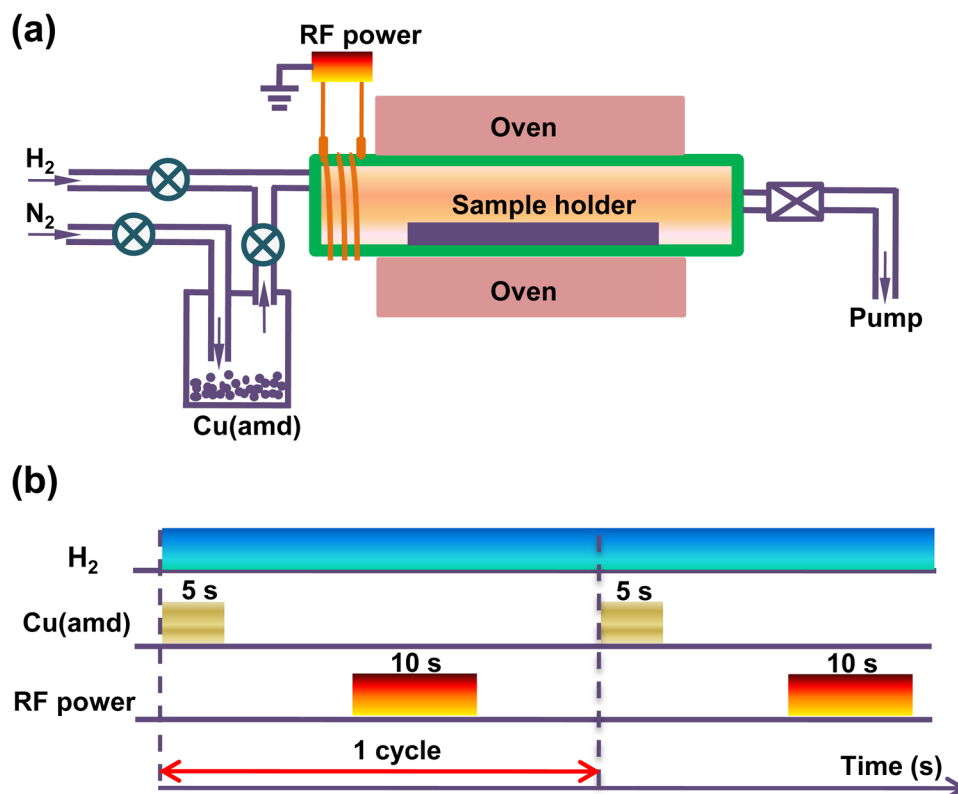 (a)
RF power
Oven
H₂
N₂
Sample holder
Oven
Pump
Cu(amd)
(b)
H₂
5 s
5 s
Cu(amd)
10 s
10 s
RF power
1 cycle
Time (s)